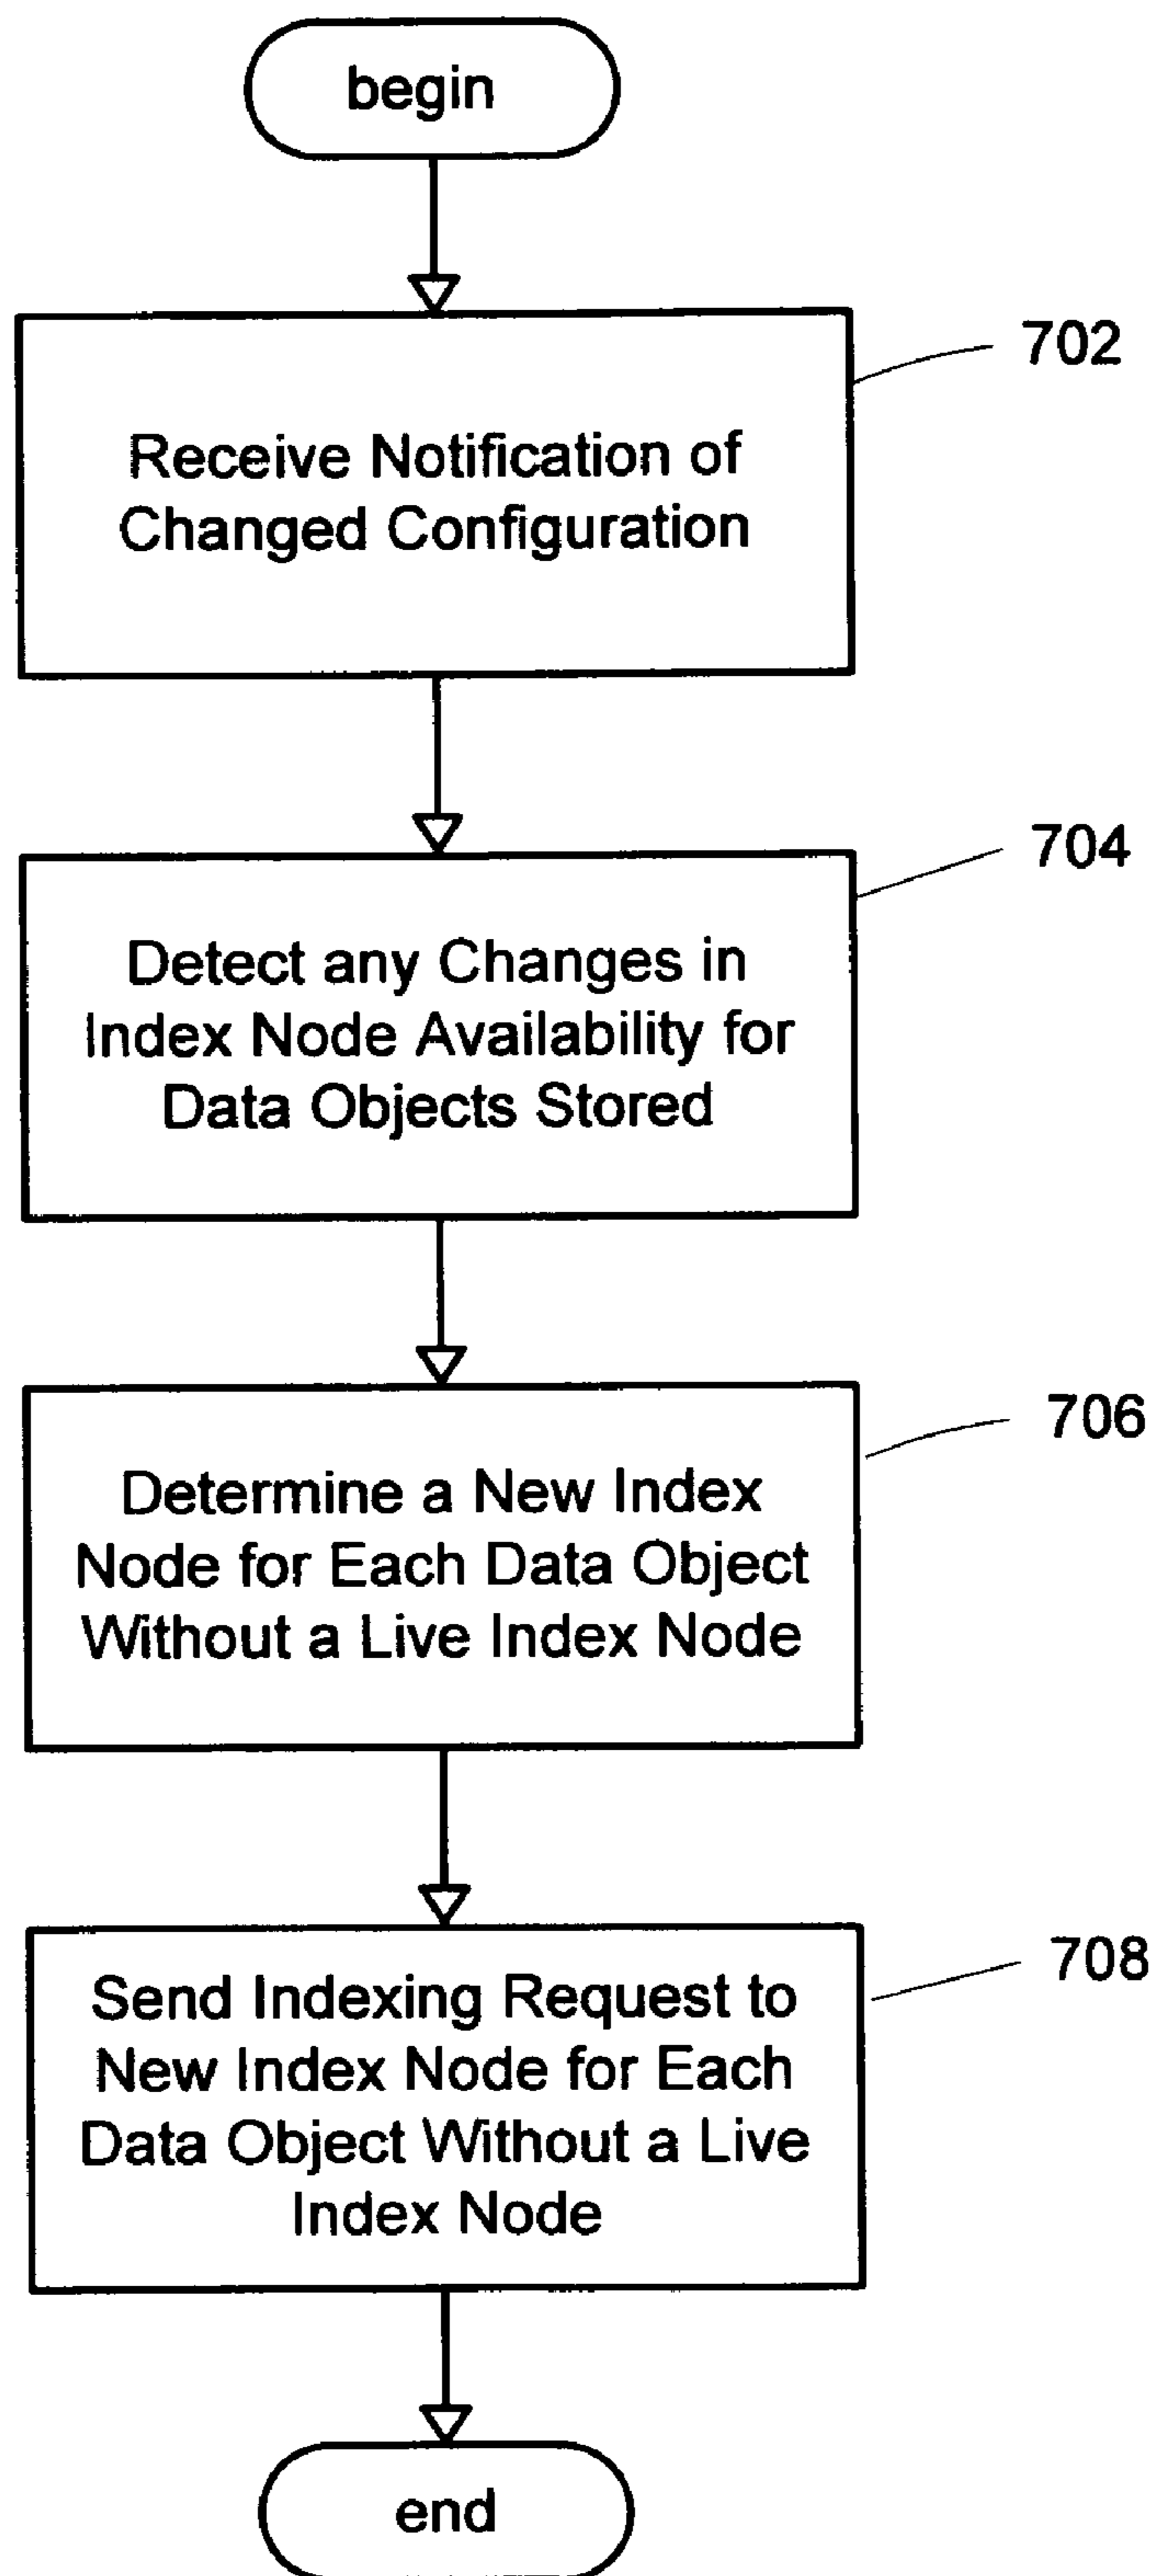 begin
702
Receive Notification of
Changed Configuration
704
Detect any Changes in
Index Node Availability for
Data Objects Stored
706
Determine a New Index
Node for Each Data Object
Without a Live Index Node
708
Send Indexing Request to
New Index Node for Each
Data Object Without a Live
Index Node
end